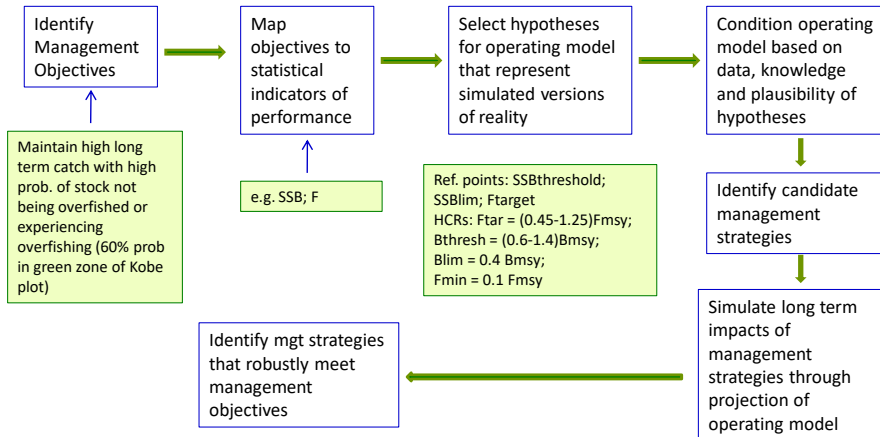 Identify
Management
Objectives
Map
objectives to
statistical
indicators of
performance
Select hypotheses
for operating model
that represent
simulated versions
of reality
Condition operating
model based on
data, knowledge
and plausibility of
hypotheses
Maintain high long
term catch with high
prob. of stock not
being overfished or
experiencing
overfishing (60% prob
in green zone of Kobe
plot)
e.g. SSB; F
Ref. points: SSBthreshold;
SSBlim; Ftarget
HCRs: Ftar = (0.45-1.25)Fmsy;
Bthresh = (0.6-1.4)Bmsy;
Blim = 0.4 Bmsy;
Fmin = 0.1 Fmsy
Identify candidate
management
strategies
Simulate long term
impacts of
management
strategies through
projection of
operating model
Identify mgt strategies
that robustly meet
management
objectives